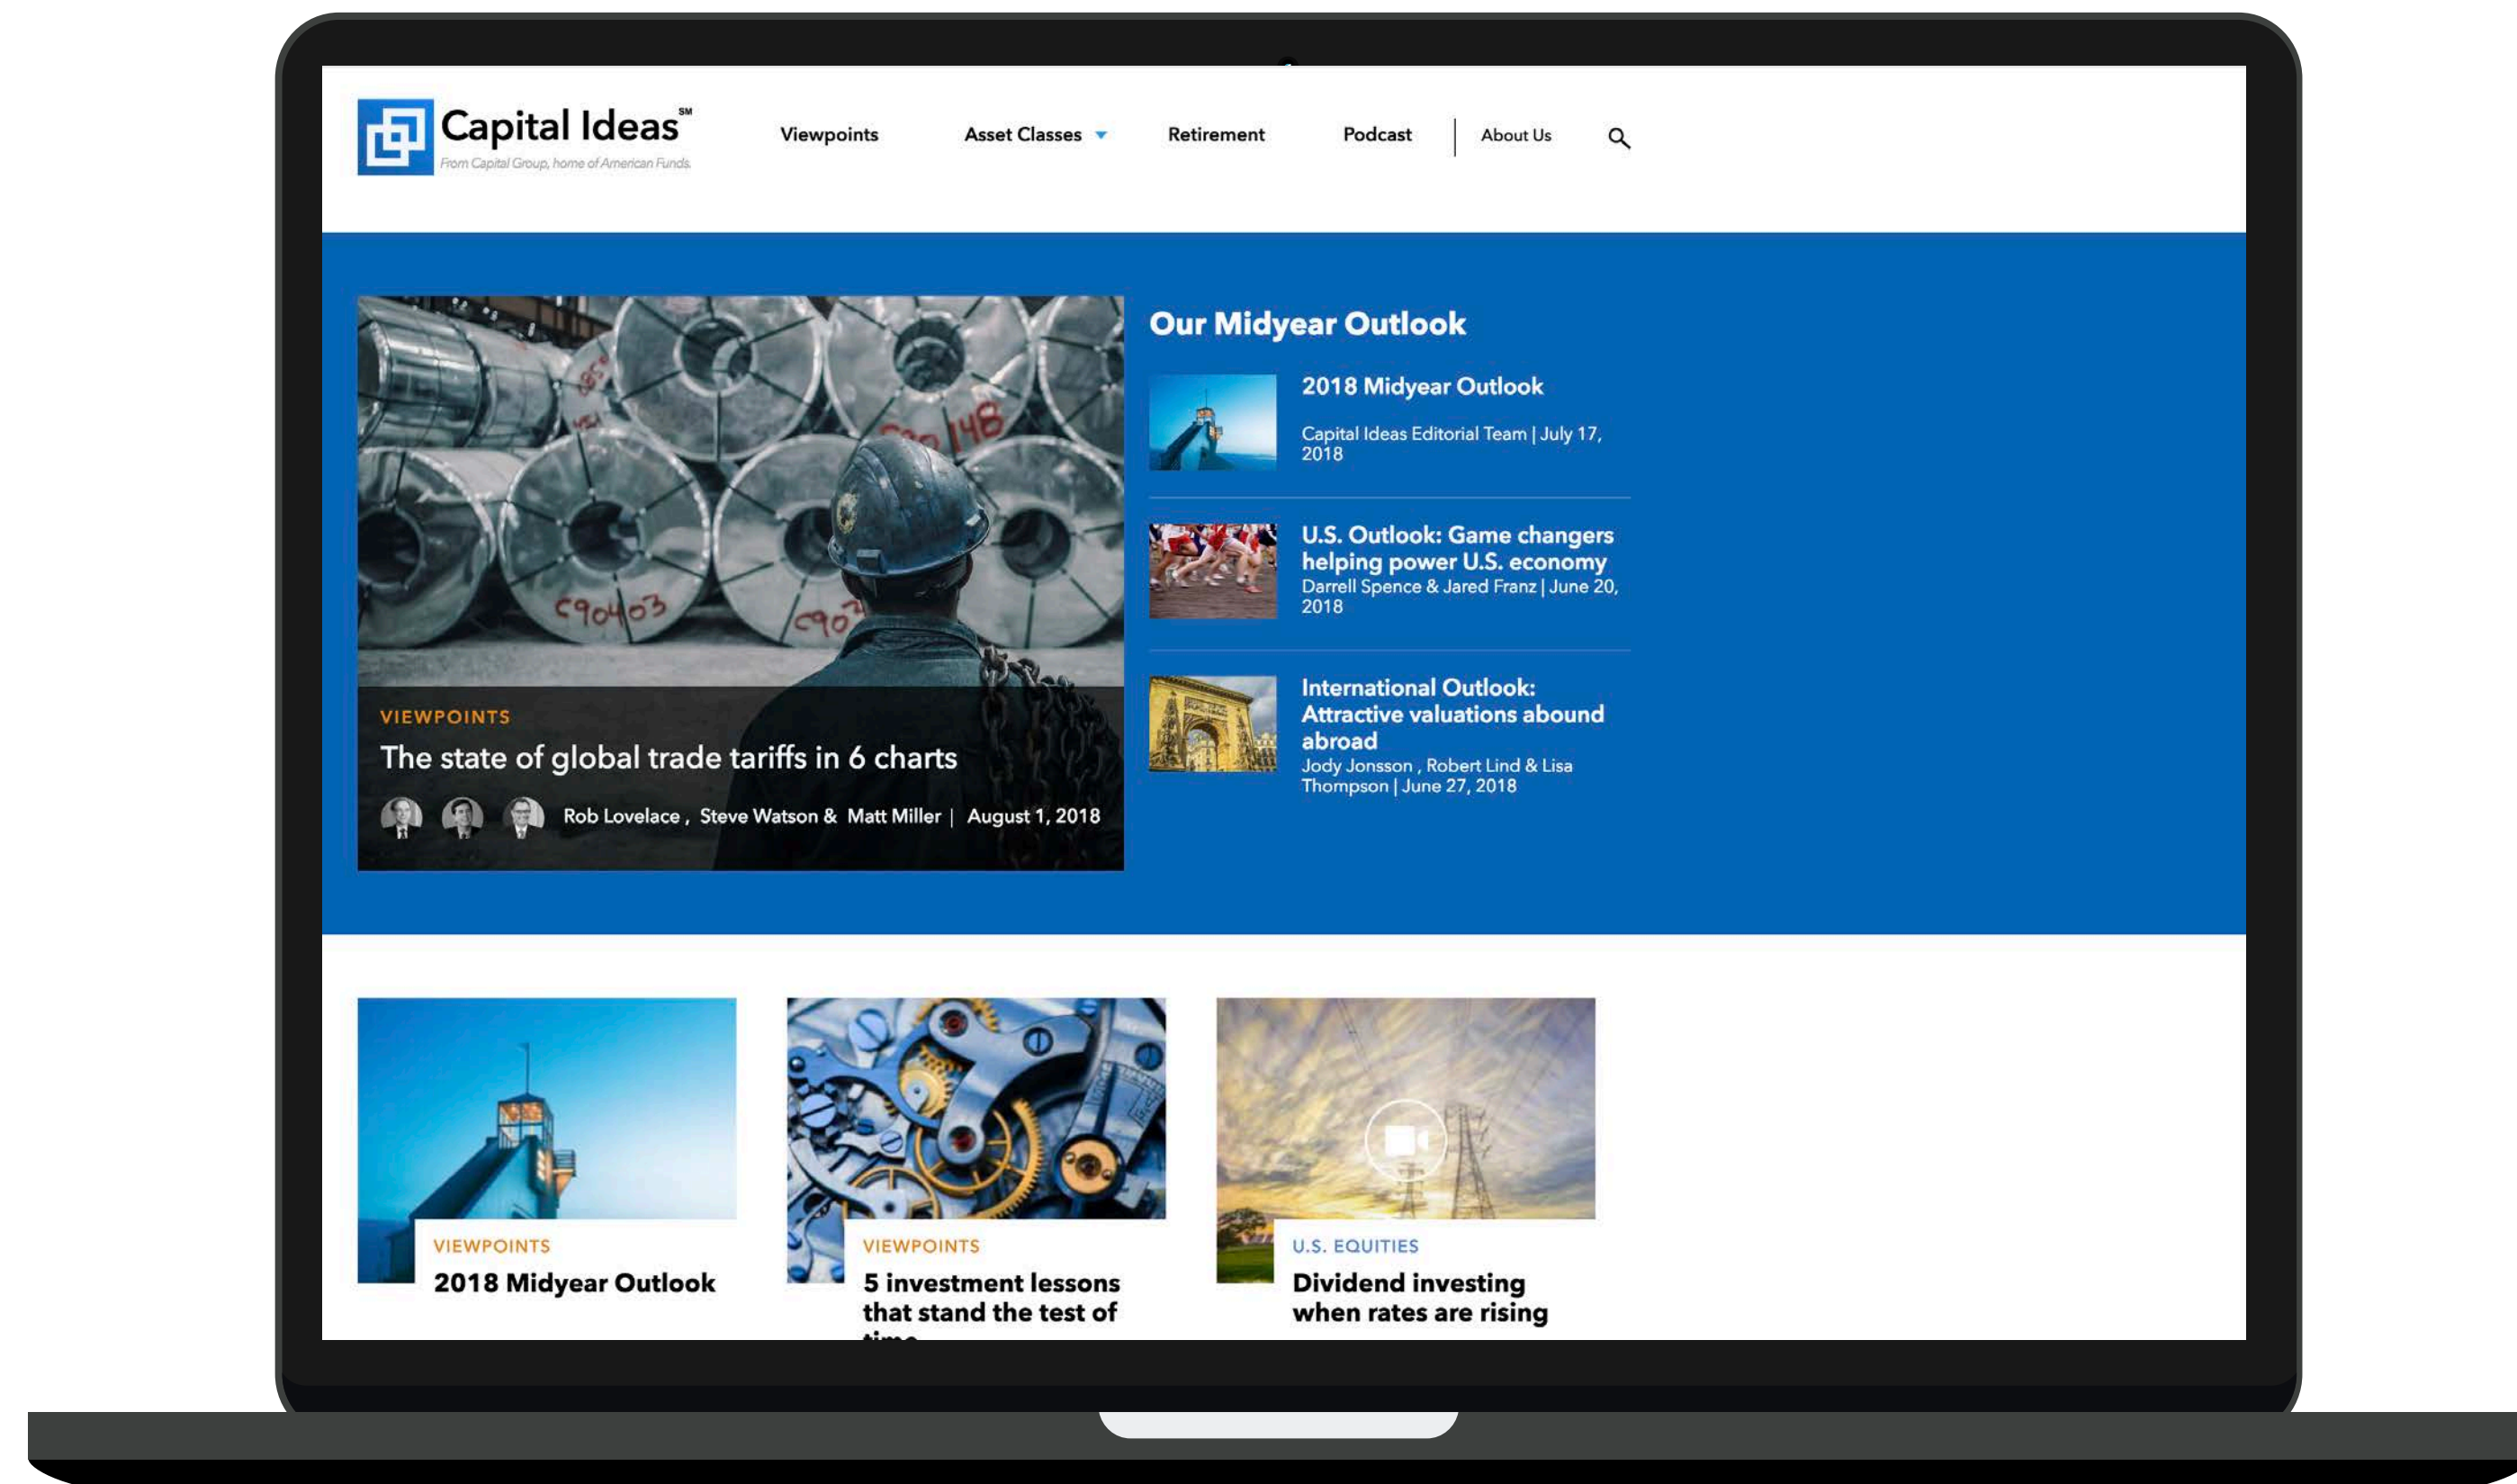 Capital Ideas℠
From Capital Group, home of American Funds.
Viewpoints
Asset Classes
Retirement
Podcast
About Us
148
C90403
VIEWPOINTS
The state of global trade tariffs in 6 charts
Rob Lovelace , Steve Watson & Matt Miller | August 1, 2018
Our Midyear Outlook
2018 Midyear Outlook
Capital Ideas Editorial Team | July 17,
2018
U.S. Outlook: Game changers
helping power U.S. economy
Darrell Spence & Jared Franz | June 20,
2018
International Outlook:
Attractive valuations abound
abroad
Jody Jonsson , Robert Lind & Lisa
Thompson | June 27, 2018
VIEWPOINTS
2018 Midyear Outlook
VIEWPOINTS
5 investment lessons
that stand the test of
time
U.S. EQUITIES
Dividend investing
when rates are rising